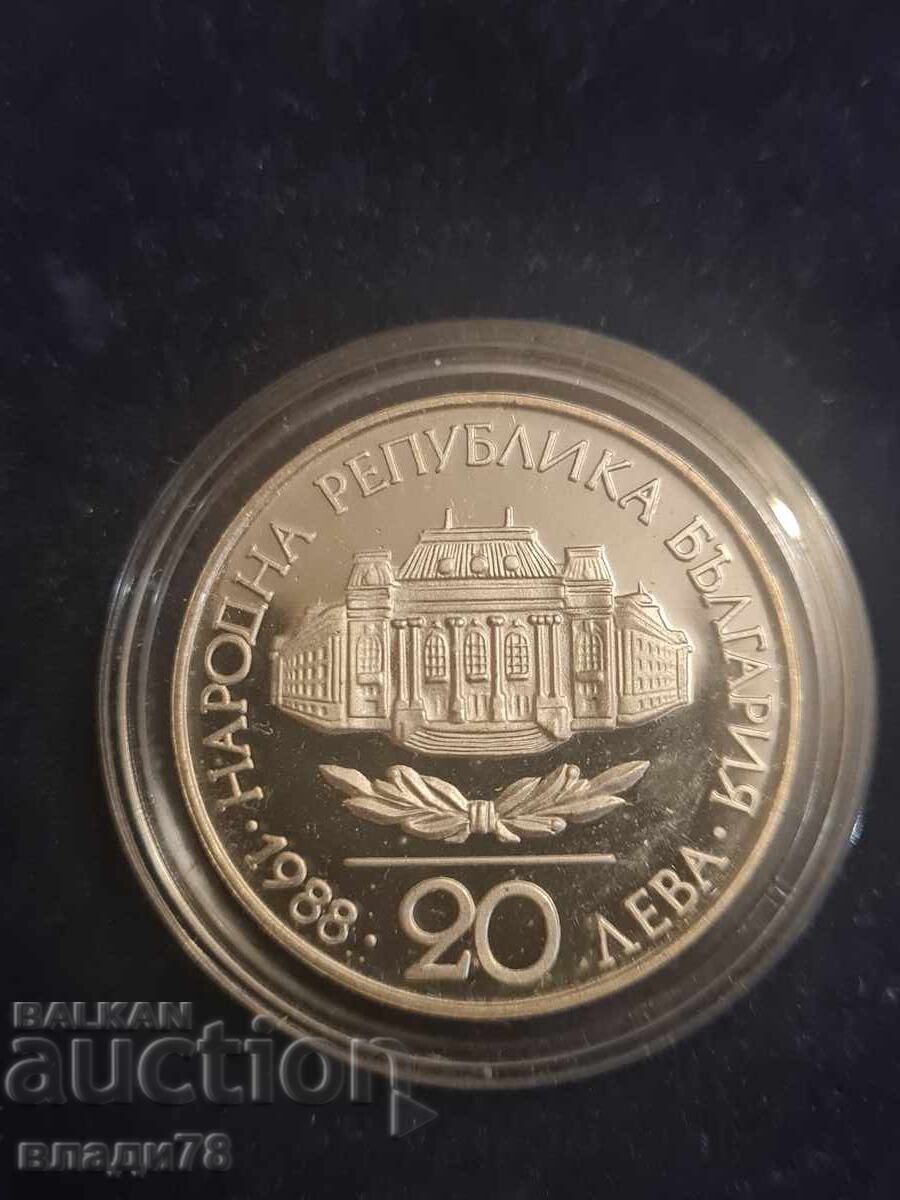 НАРОДНА РЕПУБЛИКА БЪЛГАРИЯ
· 1988 ·
20 ЛЕВА ·
BALKAN
auction
влади78